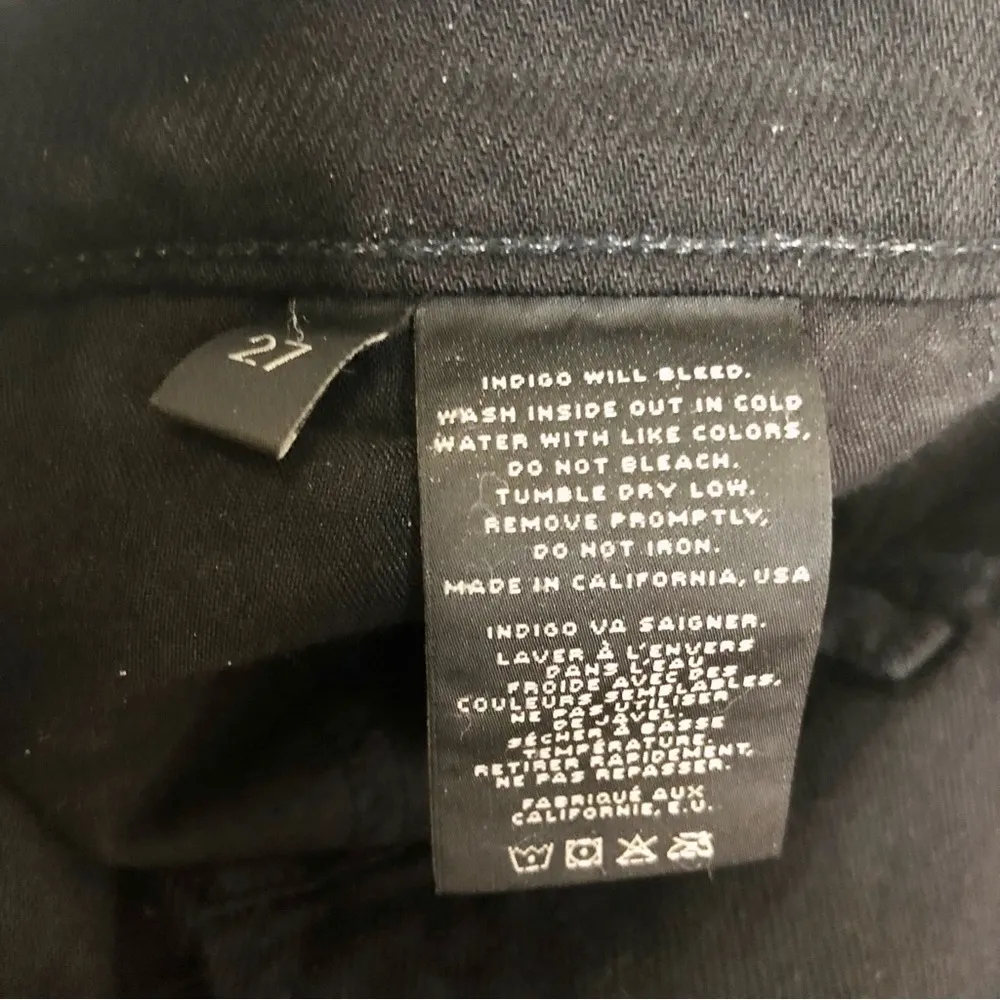 27
INDIGO WILL BLEED.
WASH INSIDE OUT IN COLD
WATER WITH LIKE COLORS,
DO NOT BLEACH.
TUMBLE DRY LOW.
REMOVE PROMPTLY,
DO NOT IRON.
MADE IN CALIFORNIA, USA
INDIGO VA SAIGNER.
LAVER À L'ENVERS
DANS L'EAU
FROIDE AVEC DES
COULEURS SEMBLABLES.
NE PAS UTILISER
DE JAVEL.
SÉCHER À BASSE
TEMPÉRATURE.
RETIRER RAPIDEMENT,
NE PAS REPASSER.
FABRIQUÉ AUX
CALIFORNIE, E.U.